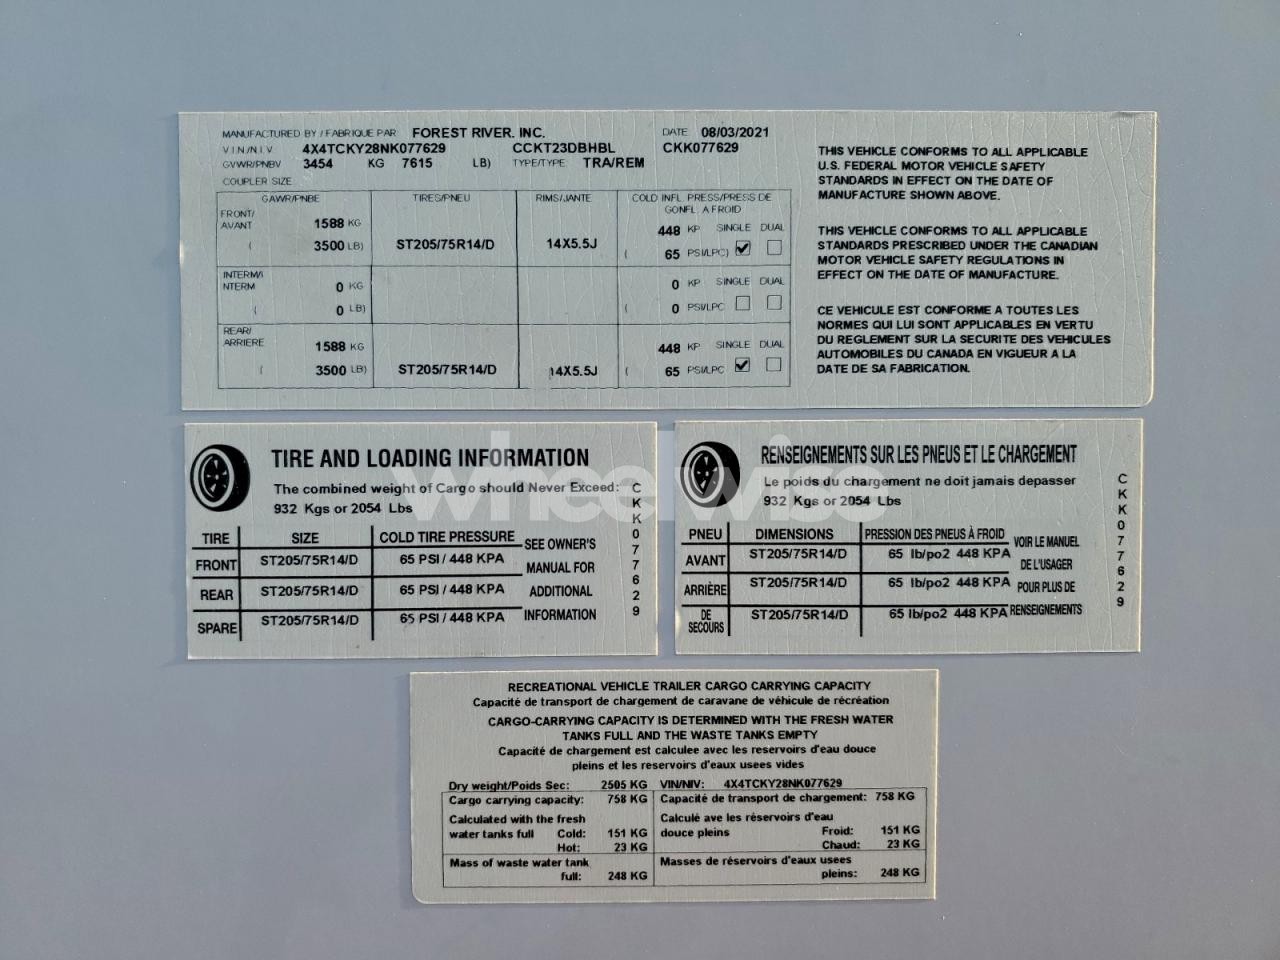 MANUFACTURED BY / FABRIQUE PAR FOREST RIVER. INC. DATE 08/03/2021
V.I.N./N.I.V 4X4TCKY28NK077629 CCKT23DBHBL CKK077629
GVWR/PNBV 3454 KG 7615 LB) TYPE/TYPE TRA/REM
COUPLER SIZE
GAWR/PNBE TIRES/PNEU RIMS/JANTE COLD INFL. PRESS/PRESS DE
GONFL. A FROID
FRONT/
AVANT 1588 KG 448 KP SINGLE DUAL
( 3500 LB) ST205/75R14/D 14X5.5J ( 65 PSI/LPC)
INTERM/I
NTERM 0 KG 0 KP SINGLE DUAL
( 0 LB) ( 0 PSI/LPC
REAR/
ARRIERE 1588 KG 448 KP SINGLE DUAL
( 3500 LB) ST205/75R14/D 14X5.5J ( 65 PSI/LPC
THIS VEHICLE CONFORMS TO ALL APPLICABLE
U.S. FEDERAL MOTOR VEHICLE SAFETY
STANDARDS IN EFFECT ON THE DATE OF
MANUFACTURE SHOWN ABOVE.
THIS VEHICLE CONFORMS TO ALL APPLICABLE
STANDARDS PRESCRIBED UNDER THE CANADIAN
MOTOR VEHICLE SAFETY REGULATIONS IN
EFFECT ON THE DATE OF MANUFACTURE.
CE VEHICULE EST CONFORME A TOUTES LES
NORMES QUI LUI SONT APPLICABLES EN VERTU
DU REGLEMENT SUR LA SECURITE DES VEHICULES
AUTOMOBILES DU CANADA EN VIGUEUR A LA
DATE DE SA FABRICATION.
TIRE AND LOADING INFORMATION
The combined weight of Cargo should Never Exceed:
932 Kgs or 2054 Lbs
TIRE SIZE COLD TIRE PRESSURE
FRONT ST205/75R14/D 65 PSI / 448 KPA
REAR ST205/75R14/D 65 PSI / 448 KPA
SPARE ST205/75R14/D 65 PSI / 448 KPA
SEE OWNER'S
MANUAL FOR
ADDITIONAL
INFORMATION
CKK077629
RENSEIGNEMENTS SUR LES PNEUS ET LE CHARGEMENT
Le poids du chargement ne doit jamais depasser
932 Kgs or 2054 Lbs
PNEU DIMENSIONS PRESSION DES PNEUS À FROID
AVANT ST205/75R14/D 65 lb/po2 448 KPA
ARRIÈRE ST205/75R14/D 65 lb/po2 448 KPA
DE
SECOURS ST205/75R14/D 65 lb/po2 448 KPA
VOIR LE MANUEL
DE L'USAGER
POUR PLUS DE
RENSEIGNEMENTS
CKK077629
wheelwise
RECREATIONAL VEHICLE TRAILER CARGO CARRYING CAPACITY
Capacité de transport de chargement de caravane de véhicule de récréation
CARGO-CARRYING CAPACITY IS DETERMINED WITH THE FRESH WATER
TANKS FULL AND THE WASTE TANKS EMPTY
Capacité de chargement est calculee avec les reservoirs d'eau douce
pleins et les reservoirs d'eaux usees vides
Dry weight/Poids Sec: 2505 KG VIN/NIV: 4X4TCKY28NK077629
Cargo carrying capacity: 758 KG Capacité de transport de chargement: 758 KG
Calculated with the fresh Calculé ave les réservoirs d'eau
water tanks full Cold: 151 KG douce pleins Froid: 151 KG
Hot: 23 KG Chaud: 23 KG
Mass of waste water tank Masses de réservoirs d'eaux usees
full: 248 KG pleins: 248 KG